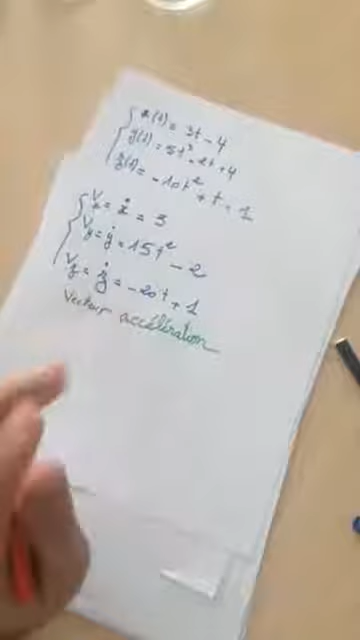 x(t) = 3t - 4
y(t) = 5t³ - 2t + 4
z(t) = -10t² + t + 1
Vx = ẋ = 3
Vy = ẏ = 15t² - 2
Vz = ż = -20t + 1
Vecteur accélération